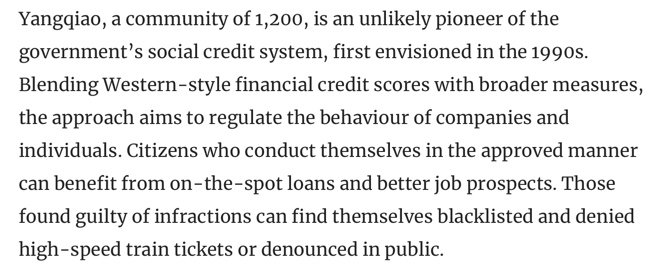 Yangqiao, a community of 1,200, is an unlikely pioneer of the
government’s social credit system, first envisioned in the 1990s.
Blending Western-style financial credit scores with broader measures,
the approach aims to regulate the behaviour of companies and
individuals. Citizens who conduct themselves in the approved manner
can benefit from on-the-spot loans and better job prospects. Those
found guilty of infractions can find themselves blacklisted and denied
high-speed train tickets or denounced in public.